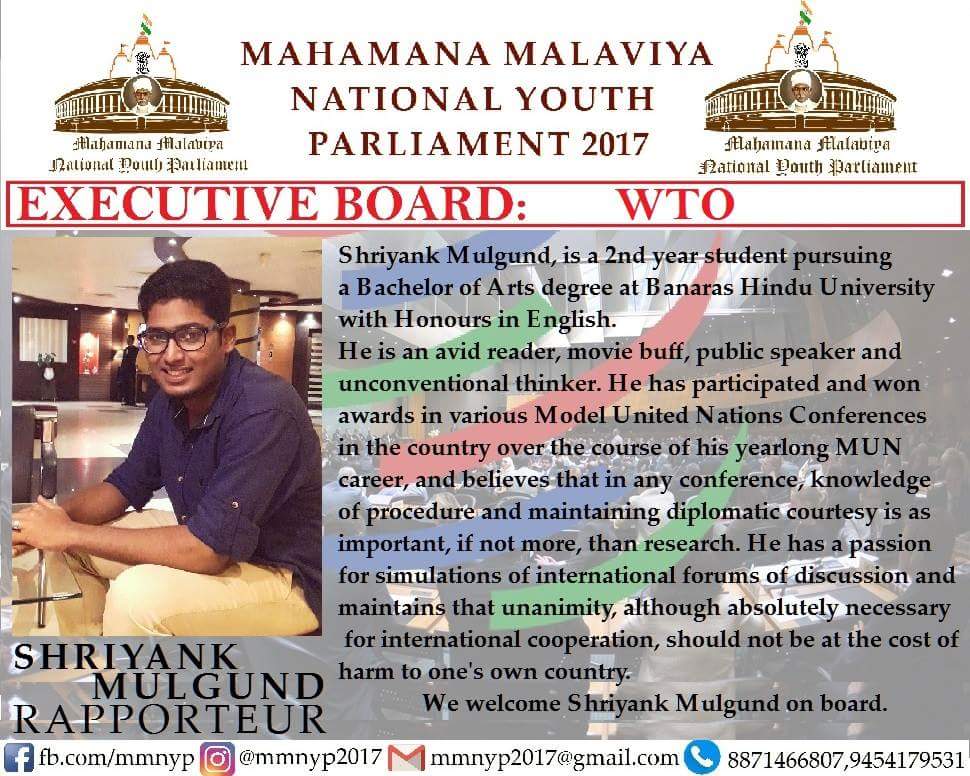 MAHAMANA MALAVIYA
NATIONAL YOUTH
PARLIAMENT 2017
Mahamana Malaviya
National Youth Parliament
Mahamana Malaviya
National Youth Parliament
EXECUTIVE BOARD: WTO
Shriyank Mulgund, is a 2nd year student pursuing
a Bachelor of Arts degree at Banaras Hindu University
with Honours in English.
He is an avid reader, movie buff, public speaker and
unconventional thinker. He has participated and won
awards in various Model United Nations Conferences
in the country over the course of his yearlong MUN
career, and believes that in any conference, knowledge
of procedure and maintaining diplomatic courtesy is as
important, if not more, than research. He has a passion
for simulations of international forums of discussion and
maintains that unanimity, although absolutely necessary
for international cooperation, should not be at the cost of
harm to one's own country.
We welcome Shriyank Mulgund on board.
SHRIYANK
MULGUND
RAPPORTEUR
fb.com/mmnyp @mmnyp2017 mmnyp2017@gmail.com 8871466807,9454179531